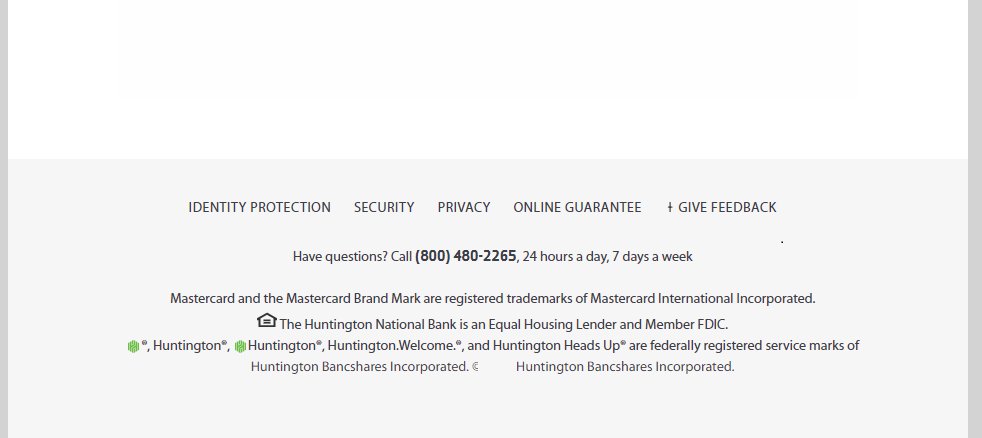 IDENTITY PROTECTION SECURITY PRIVACY ONLINE GUARANTEE ꟸ GIVE FEEDBACK
Have questions? Call (800) 480-2265, 24 hours a day, 7 days a week
Mastercard and the Mastercard Brand Mark are registered trademarks of Mastercard International Incorporated.
The Huntington National Bank is an Equal Housing Lender and Member FDIC.
®, Huntington®, Huntington®, Huntington.Welcome.®, and Huntington Heads Up® are federally registered service marks of
Huntington Bancshares Incorporated. Huntington Bancshares Incorporated.